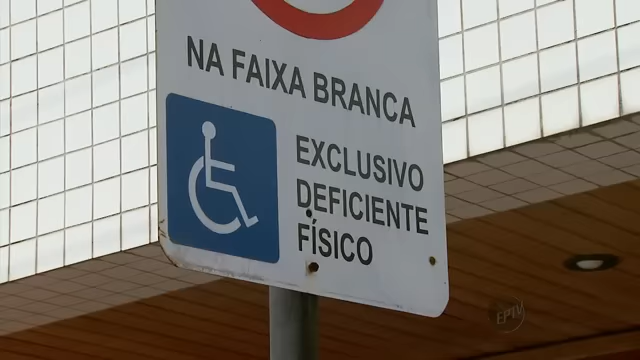 NA FAIXA BRANCA
EXCLUSIVO
DEFICIENTE
FÍSICO
EPTV